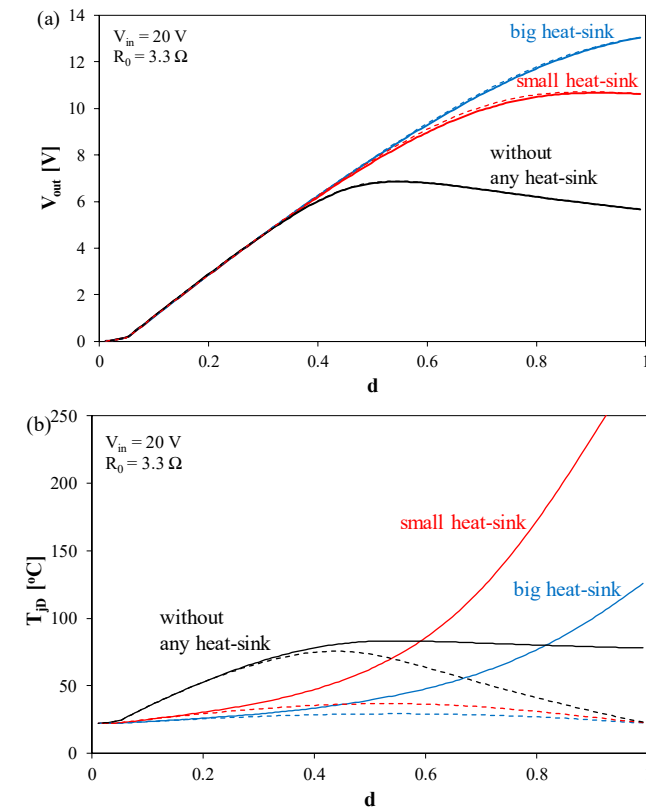 (a)
14
12
10
8
6
4
2
0
V_out [V]
V_in = 20 V
R_0 = 3.3 Ω
big heat-sink
small heat-sink
without
any heat-sink
0
0.2
0.4
0.6
0.8
1
d
(b)
250
200
150
100
50
0
T_jD [°C]
V_in = 20 V
R_0 = 3.3 Ω
small heat-sink
big heat-sink
without
any heat-sink
0
0.2
0.4
0.6
0.8
d